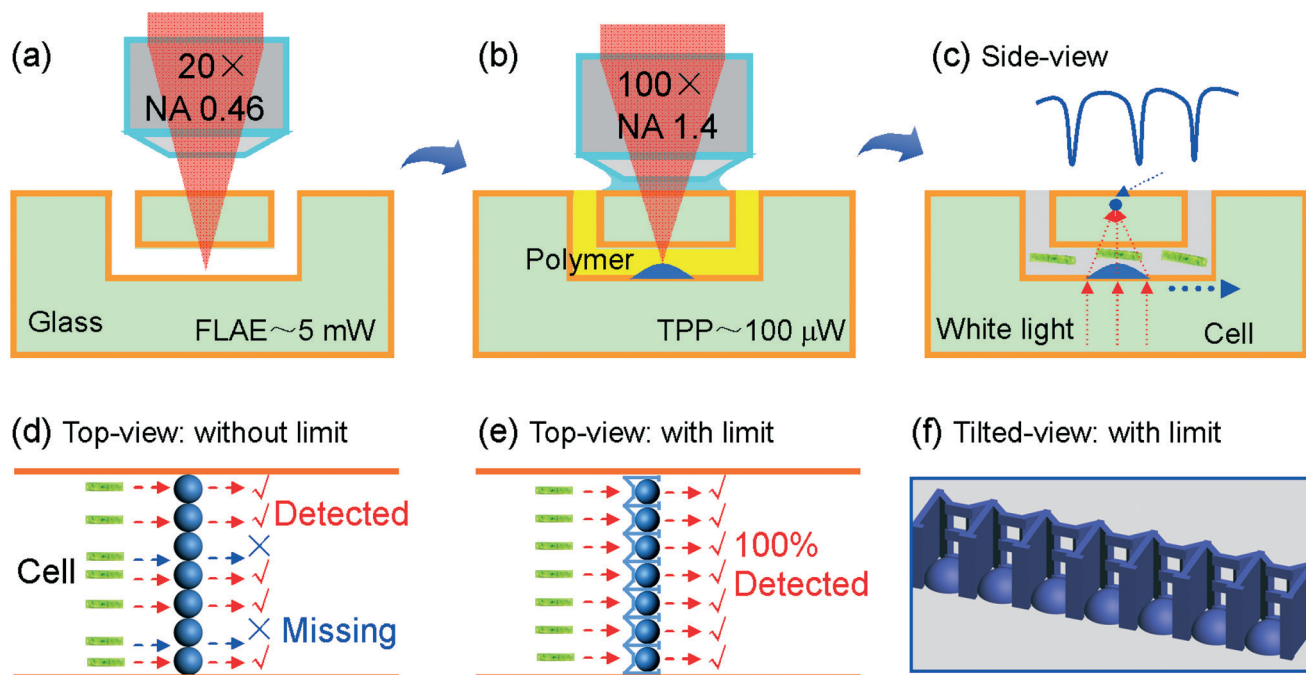 (a)
20×
NA 0.46
Glass
FLAE～5 mW
(b)
100×
NA 1.4
Polymer
TPP～100 μW
(c) Side-view
White light
Cell
(d) Top-view: without limit
Detected
Cell
Missing
(e) Top-view: with limit
100%
Detected
(f) Tilted-view: with limit